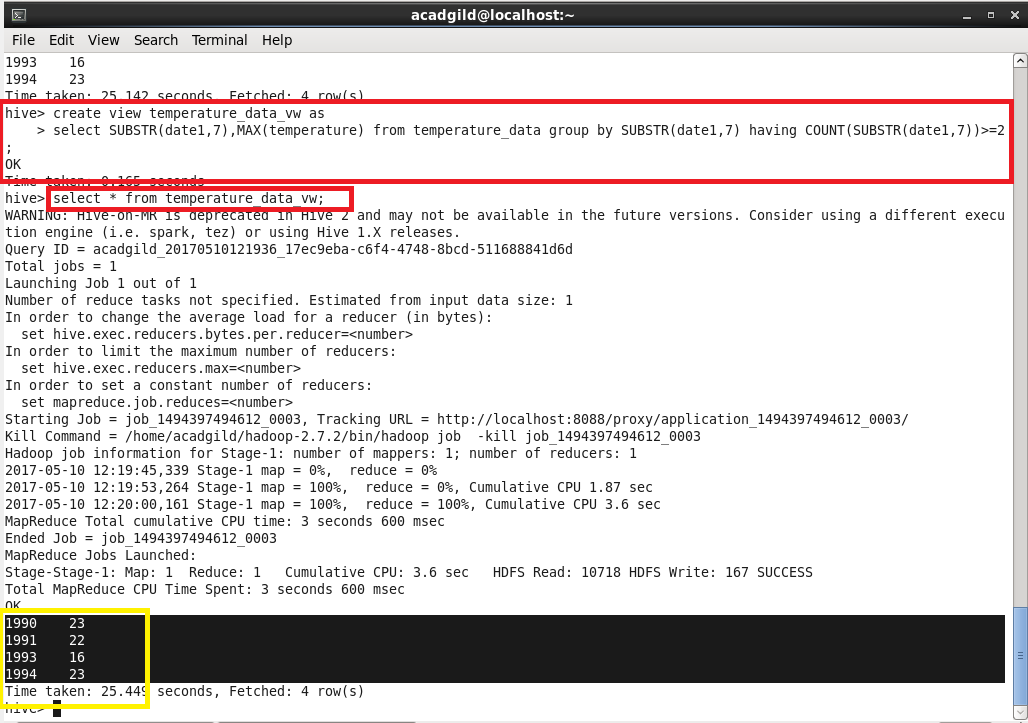 acadgild@localhost:~
File Edit View Search Terminal Help
1993    16
1994    23
Time taken: 25.142 seconds, Fetched: 4 row(s)
hive> create view temperature_data_vw as
    > select SUBSTR(date1,7),MAX(temperature) from temperature_data group by SUBSTR(date1,7) having COUNT(SUBSTR(date1,7))>=2
;
OK
Time taken: 0.165 seconds
hive> select * from temperature_data_vw;
WARNING: Hive-on-MR is deprecated in Hive 2 and may not be available in the future versions. Consider using a different execu
tion engine (i.e. spark, tez) or using Hive 1.X releases.
Query ID = acadgild_20170510121936_17ec9eba-c6f4-4748-8bcd-511688841d6d
Total jobs = 1
Launching Job 1 out of 1
Number of reduce tasks not specified. Estimated from input data size: 1
In order to change the average load for a reducer (in bytes):
  set hive.exec.reducers.bytes.per.reducer=<number>
In order to limit the maximum number of reducers:
  set hive.exec.reducers.max=<number>
In order to set a constant number of reducers:
  set mapreduce.job.reduces=<number>
Starting Job = job_1494397494612_0003, Tracking URL = http://localhost:8088/proxy/application_1494397494612_0003/
Kill Command = /home/acadgild/hadoop-2.7.2/bin/hadoop job  -kill job_1494397494612_0003
Hadoop job information for Stage-1: number of mappers: 1; number of reducers: 1
2017-05-10 12:19:45,339 Stage-1 map = 0%,  reduce = 0%
2017-05-10 12:19:53,264 Stage-1 map = 100%,  reduce = 0%, Cumulative CPU 1.87 sec
2017-05-10 12:20:00,161 Stage-1 map = 100%,  reduce = 100%, Cumulative CPU 3.6 sec
MapReduce Total cumulative CPU time: 3 seconds 600 msec
Ended Job = job_1494397494612_0003
MapReduce Jobs Launched:
Stage-Stage-1: Map: 1  Reduce: 1   Cumulative CPU: 3.6 sec   HDFS Read: 10718 HDFS Write: 167 SUCCESS
Total MapReduce CPU Time Spent: 3 seconds 600 msec
OK
1990    23
1991    22
1993    16
1994    23
Time taken: 25.449 seconds, Fetched: 4 row(s)
hive>